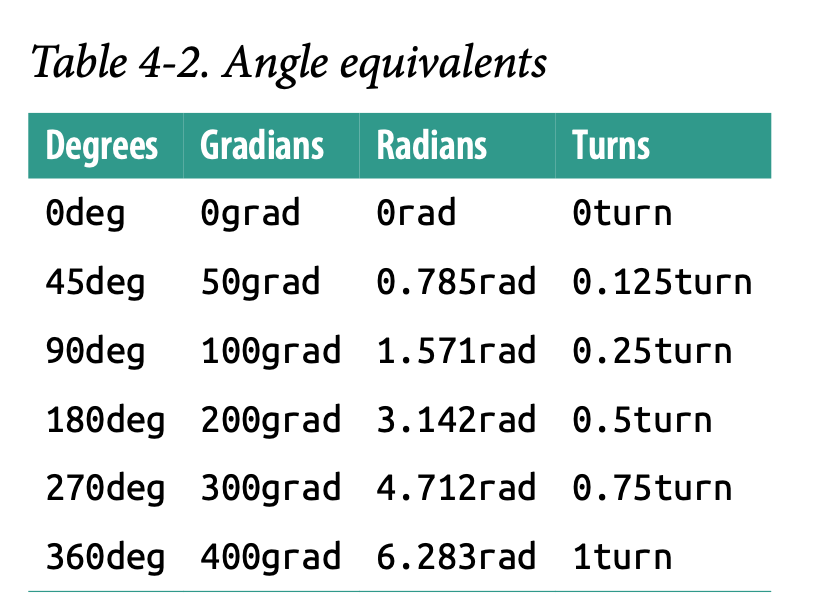 Table 4-2. Angle equivalents
Degrees Gradians Radians Turns
0deg 0grad 0rad 0turn
45deg 50grad 0.785rad 0.125turn
90deg 100grad 1.571rad 0.25turn
180deg 200grad 3.142rad 0.5turn
270deg 300grad 4.712rad 0.75turn
360deg 400grad 6.283rad 1turn